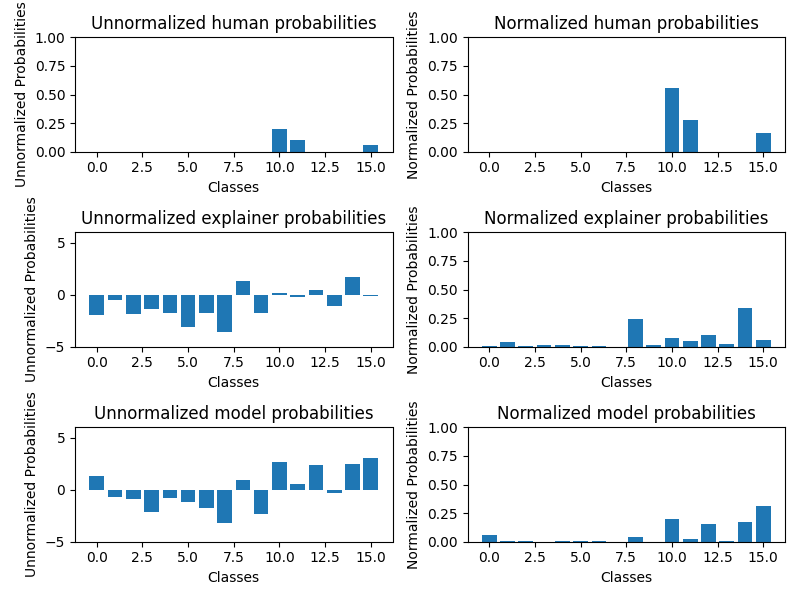 Unnormalized human probabilities
Normalized human probabilities
Unnormalized Probabilities
1.00
0.75
0.50
0.25
0.00
0.0 2.5 5.0 7.5 10.0 12.5 15.0
Classes
Normalized Probabilities
1.00
0.75
0.50
0.25
0.00
0.0 2.5 5.0 7.5 10.0 12.5 15.0
Classes
Unnormalized explainer probabilities
Normalized explainer probabilities
Unnormalized Probabilities
5
0
−5
0.0 2.5 5.0 7.5 10.0 12.5 15.0
Classes
Normalized Probabilities
1.00
0.75
0.50
0.25
0.00
0.0 2.5 5.0 7.5 10.0 12.5 15.0
Classes
Unnormalized model probabilities
Normalized model probabilities
Unnormalized Probabilities
5
0
−5
0.0 2.5 5.0 7.5 10.0 12.5 15.0
Classes
Normalized Probabilities
1.00
0.75
0.50
0.25
0.00
0.0 2.5 5.0 7.5 10.0 12.5 15.0
Classes